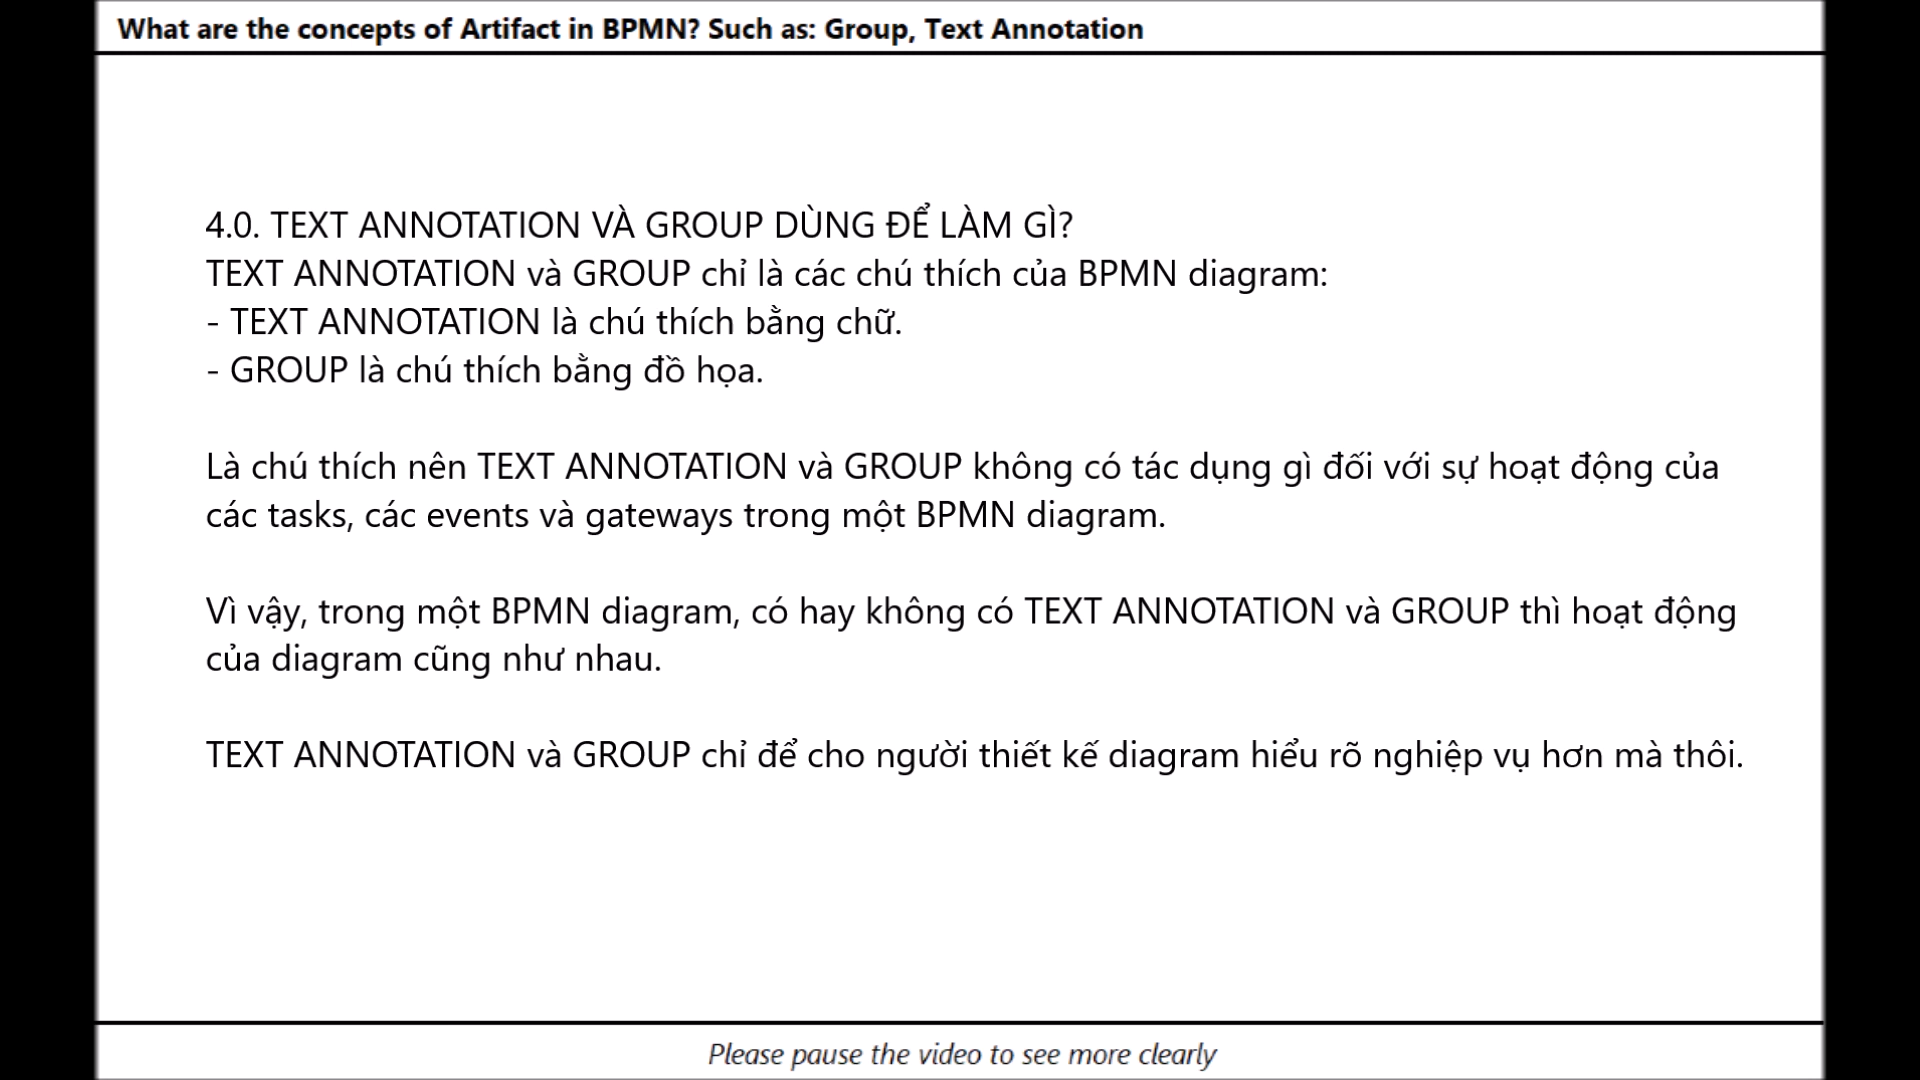 What are the concepts of Artifact in BPMN? Such as: Group, Text Annotation
4.0. TEXT ANNOTATION VÀ GROUP DÙNG ĐỂ LÀM GÌ?
TEXT ANNOTATION và GROUP chỉ là các chú thích của BPMN diagram:
- TEXT ANNOTATION là chú thích bằng chữ.
- GROUP là chú thích bằng đồ họa.
Là chú thích nên TEXT ANNOTATION và GROUP không có tác dụng gì đối với sự hoạt động của
các tasks, các events và gateways trong một BPMN diagram.
Vì vậy, trong một BPMN diagram, có hay không có TEXT ANNOTATION và GROUP thì hoạt động
của diagram cũng như nhau.
TEXT ANNOTATION và GROUP chỉ để cho người thiết kế diagram hiểu rõ nghiệp vụ hơn mà thôi.
Please pause the video to see more clearly